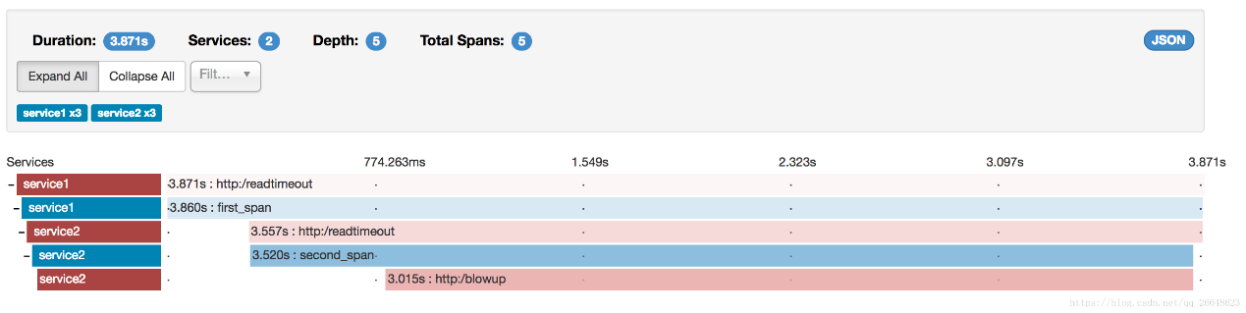 Duration: 3.871s Services: 2 Depth: 5 Total Spans: 5 JSON
Expand All Collapse All Filt...
service1 x3 service2 x3
Services 774.263ms 1.549s 2.323s 3.097s 3.871s
service1 3.871s : http:/readtimeout
service1 3.860s : first_span
service2 3.557s : http:/readtimeout
service2 3.520s : second_span
service2 3.015s : http:/blowup
https://blog.csdn.net/qq_26049823